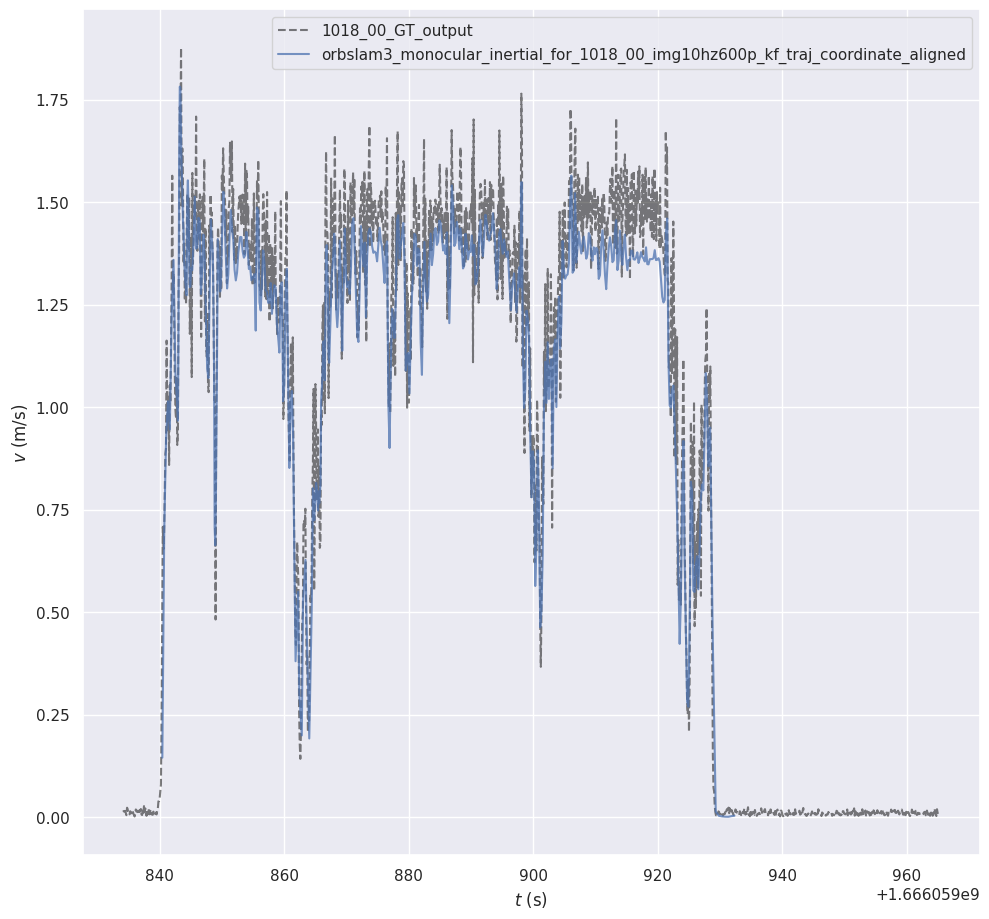 1018_00_GT_output
orbslam3_monocular_inertial_for_1018_00_img10hz600p_kf_traj_coordinate_aligned
1.75
1.50
1.25
1.00
0.75
0.50
0.25
0.00
v (m/s)
840 860 880 900 920 940 960
t (s)
+1.666059e9